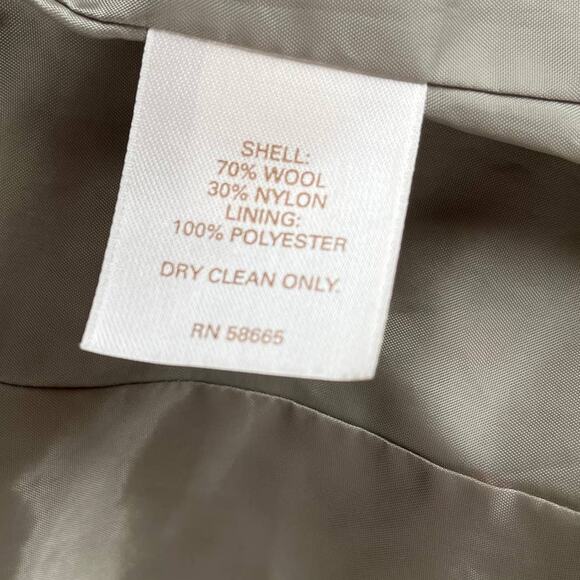 SHELL:
70% WOOL
30% NYLON
LINING:
100% POLYESTER
DRY CLEAN ONLY.
RN 58665